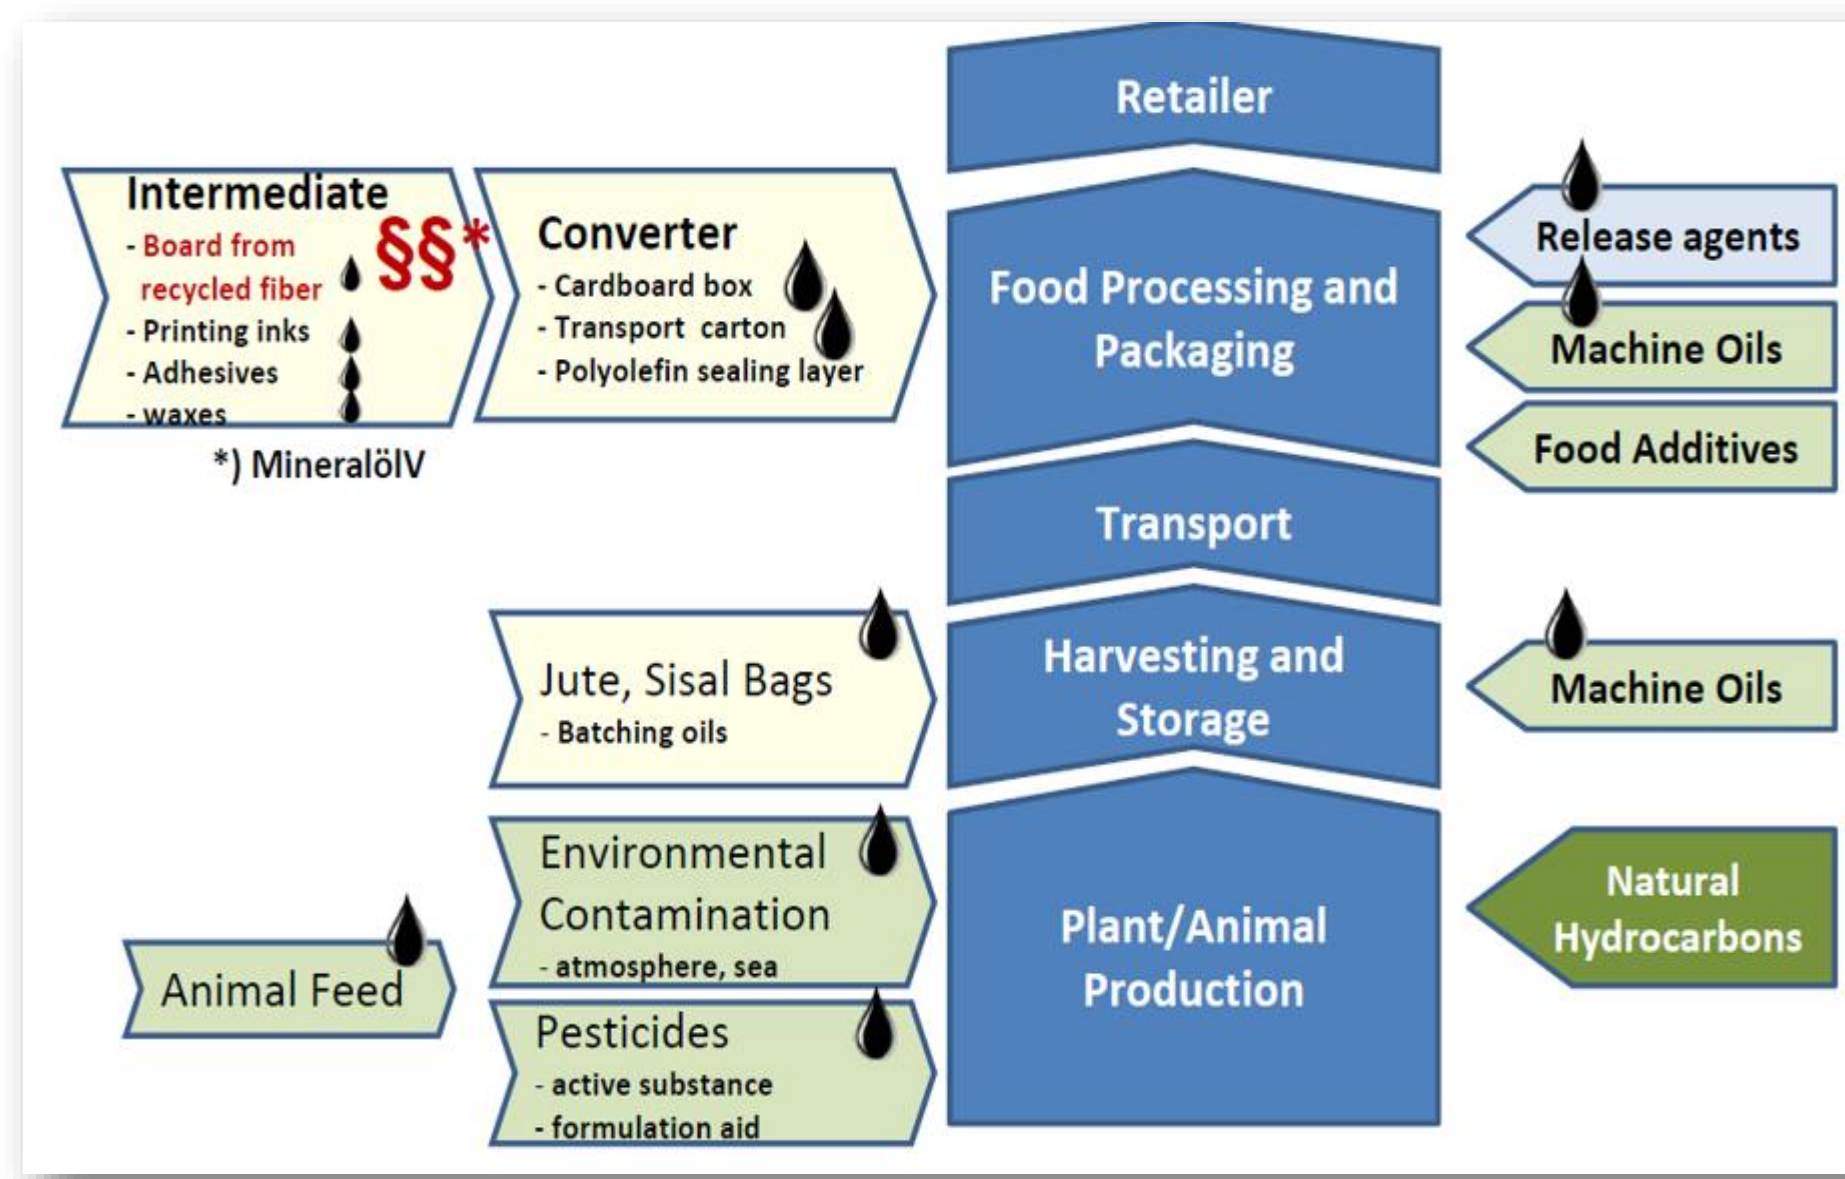 Retailer
Intermediate
- Board from
recycled fiber
§§*
- Printing inks
- Adhesives
- waxes
*) MineralölV
Converter
- Cardboard box
- Transport carton
- Polyolefin sealing layer
Food Processing and
Packaging
Release agents
Machine Oils
Food Additives
Transport
Jute, Sisal Bags
- Batching oils
Harvesting and
Storage
Machine Oils
Animal Feed
Environmental
Contamination
- atmosphere, sea
Pesticides
- active substance
- formulation aid
Plant/Animal
Production
Natural
Hydrocarbons